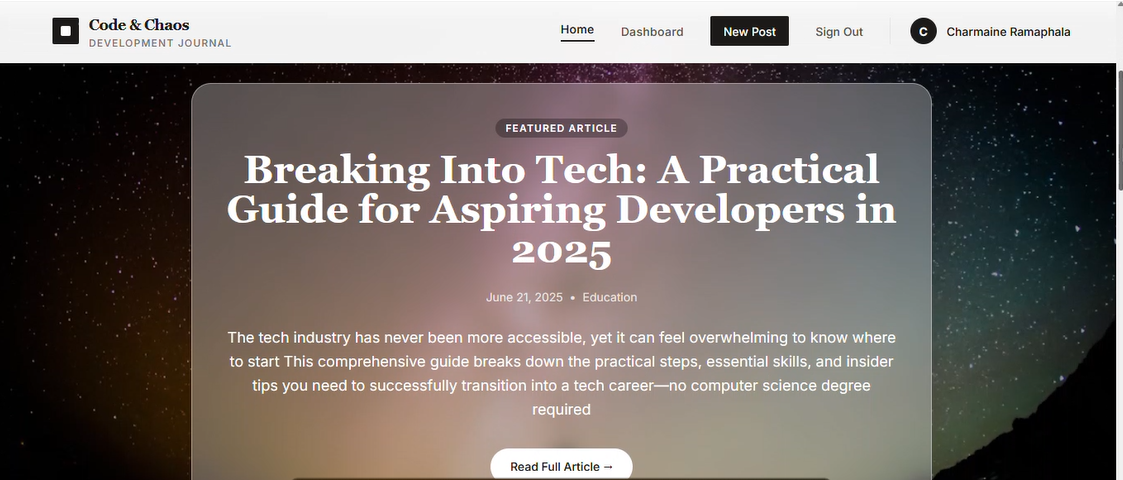 Code & Chaos
DEVELOPMENT JOURNAL
Home
Dashboard
New Post
Sign Out
C
Charmaine Ramaphala
FEATURED ARTICLE
Breaking Into Tech: A Practical
Guide for Aspiring Developers in
2025
June 21, 2025 • Education
The tech industry has never been more accessible, yet it can feel overwhelming to know where
to start This comprehensive guide breaks down the practical steps, essential skills, and insider
tips you need to successfully transition into a tech career—no computer science degree
required
Read Full Article →